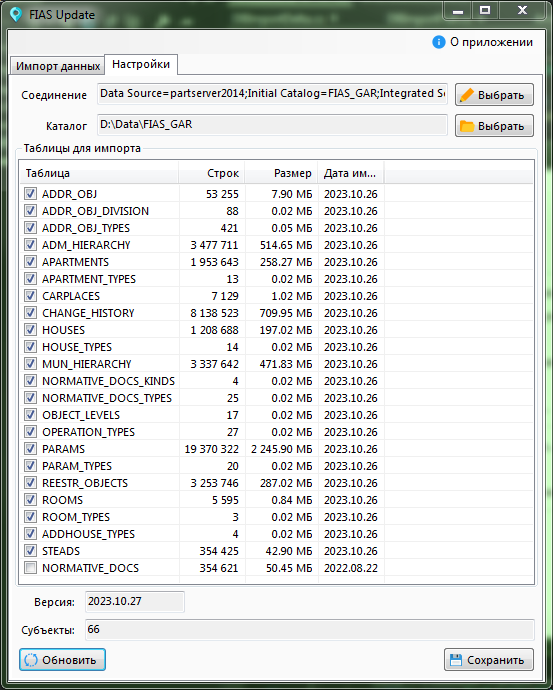 FIAS Update
О приложении
Импорт данных Настройки
Соединение Data Source=partserver2014;Initial Catalog=FIAS_GAR;Integrated Se Выбрать
Каталог D:\Data\FIAS_GAR Выбрать
Таблицы для импорта
Таблица Строк Размер Дата им...
ADDR_OBJ 53 255 7.90 МБ 2023.10.26
ADDR_OBJ_DIVISION 88 0.02 МБ 2023.10.26
ADDR_OBJ_TYPES 421 0.05 МБ 2023.10.26
ADM_HIERARCHY 3 477 711 514.65 МБ 2023.10.26
APARTMENTS 1 953 643 258.27 МБ 2023.10.26
APARTMENT_TYPES 13 0.02 МБ 2023.10.26
CARPLACES 7 129 1.02 МБ 2023.10.26
CHANGE_HISTORY 8 138 523 709.95 МБ 2023.10.26
HOUSES 1 208 688 197.02 МБ 2023.10.26
HOUSE_TYPES 14 0.02 МБ 2023.10.26
MUN_HIERARCHY 3 337 642 471.83 МБ 2023.10.26
NORMATIVE_DOCS_KINDS 4 0.02 МБ 2023.10.26
NORMATIVE_DOCS_TYPES 25 0.02 МБ 2023.10.26
OBJECT_LEVELS 17 0.02 МБ 2023.10.26
OPERATION_TYPES 27 0.02 МБ 2023.10.26
PARAMS 19 370 322 2 245.90 МБ 2023.10.26
PARAM_TYPES 20 0.02 МБ 2023.10.26
REESTR_OBJECTS 3 253 746 287.02 МБ 2023.10.26
ROOMS 5 595 0.84 МБ 2023.10.26
ROOM_TYPES 3 0.02 МБ 2023.10.26
ADDHOUSE_TYPES 4 0.02 МБ 2023.10.26
STEADS 354 425 42.90 МБ 2023.10.26
NORMATIVE_DOCS 354 621 50.45 МБ 2022.08.22
Версия: 2023.10.27
Субъекты: 66
Обновить Сохранить